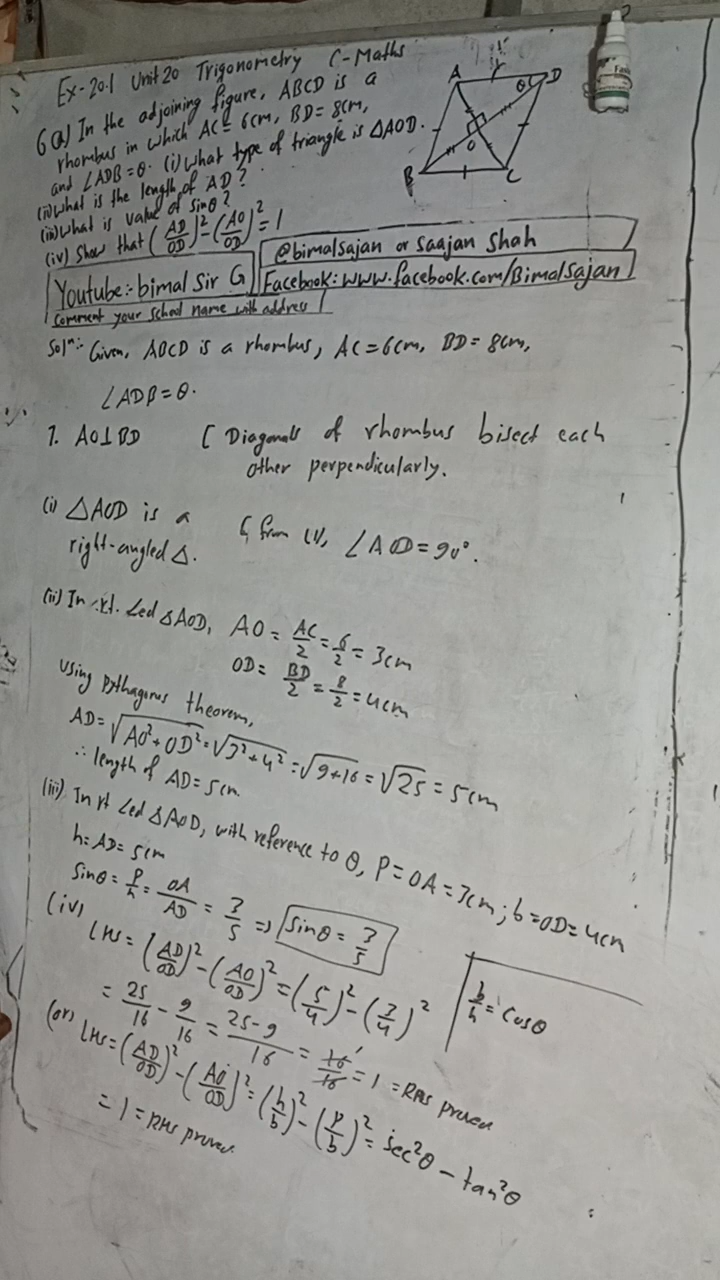 Ex-20.1 Unit 20 Trigonometry C-Maths
6(a) In the adjoining figure, ABCD is a
rhombus in which AC = 6cm, BD = 8cm,
and ∠ADB = θ. (i) What type of triangle is △AOD.
(ii) What is the length of AD?
(iii) What is value of sinθ?
(iv) Show that (AD/OD)² - (AO/OD)² = 1
A D θ O B C
Youtube:- bimal Sir G
@bimalsajan or Saajan Shah
Facebook: www.facebook.com/Bimalsajan
Comment your school name with address
Solⁿ:- Given, ABCD is a rhombus, AC = 6cm, BD = 8cm,
∠ADB = θ.
1. AO⊥BD [Diagonals of rhombus bisect each
other perpendicularly.
(i) △AOD is a [from (1), ∠AOD = 90°.
right-angled △.
(ii) In rt. ∠ed △AOD, AO = AC/2 = 6/2 = 3cm
OD = BD/2 = 8/2 = 4cm
Using pythagorus theorem,
AD = √AO² + OD² = √3² + 4² = √9+16 = √25 = 5cm
∴ length of AD = 5cm
(iii) In rt ∠ed △AOD, with reference to θ, P = OA = 3cm; b = OD = 4cm
h = AD = 5cm
Sinθ = P/h = OA/AD = 3/5 ⇒ Sinθ = 3/5
(iv) LHS = (AD/OD)² - (AO/OD)² = (5/4)² - (3/4)²
b/h = Cosθ
= 25/16 - 9/16 = 25-9/16 = 16/16 = 1 = RHS proved
(or) LHS = (AD/OD)² - (AO/OD)² = (h/b)² - (P/b)² = sec²θ - tan²θ
= 1 = RHS proved